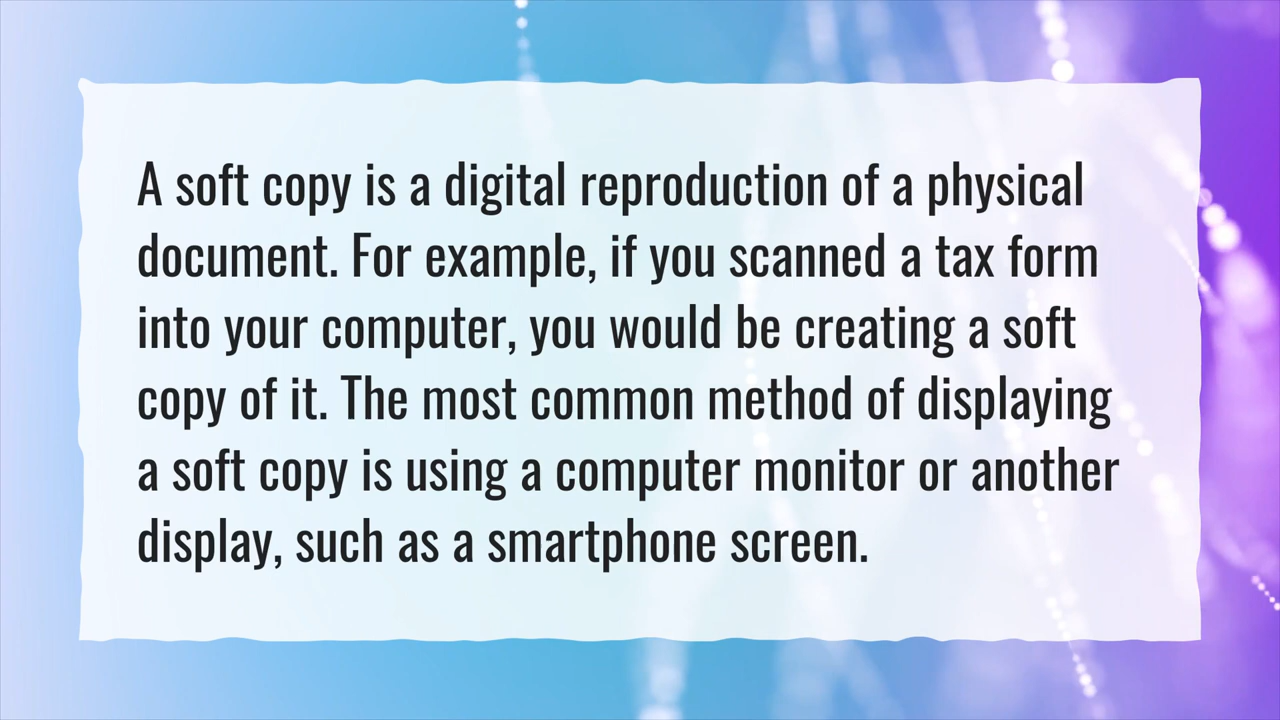 A soft copy is a digital reproduction of a physical
document. For example, if you scanned a tax form
into your computer, you would be creating a soft
copy of it. The most common method of displaying
a soft copy is using a computer monitor or another
display, such as a smartphone screen.